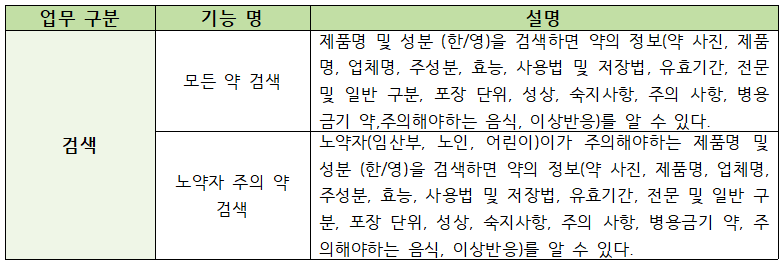 업무 구분 기능 명 설명
검색
모든 약 검색
제품명 및 성분 (한/영)을 검색하면 약의 정보(약 사진, 제품
명, 업체명, 주성분, 효능, 사용법 및 저장법, 유효기간, 전문
및 일반 구분, 포장 단위, 성상, 숙지사항, 주의 사항, 병용
금기 약,주의해야하는 음식, 이상반응)를 알 수 있다.
노약자 주의 약
검색
노약자(임산부, 노인, 어린이)이가 주의해야하는 제품명 및
성분 (한/영)을 검색하면 약의 정보(약 사진, 제품명, 업체명,
주성분, 효능, 사용법 및 저장법, 유효기간, 전문 및 일반 구
분, 포장 단위, 성상, 숙지사항, 주의 사항, 병용금기 약, 주
의해야하는 음식, 이상반응)를 알 수 있다.